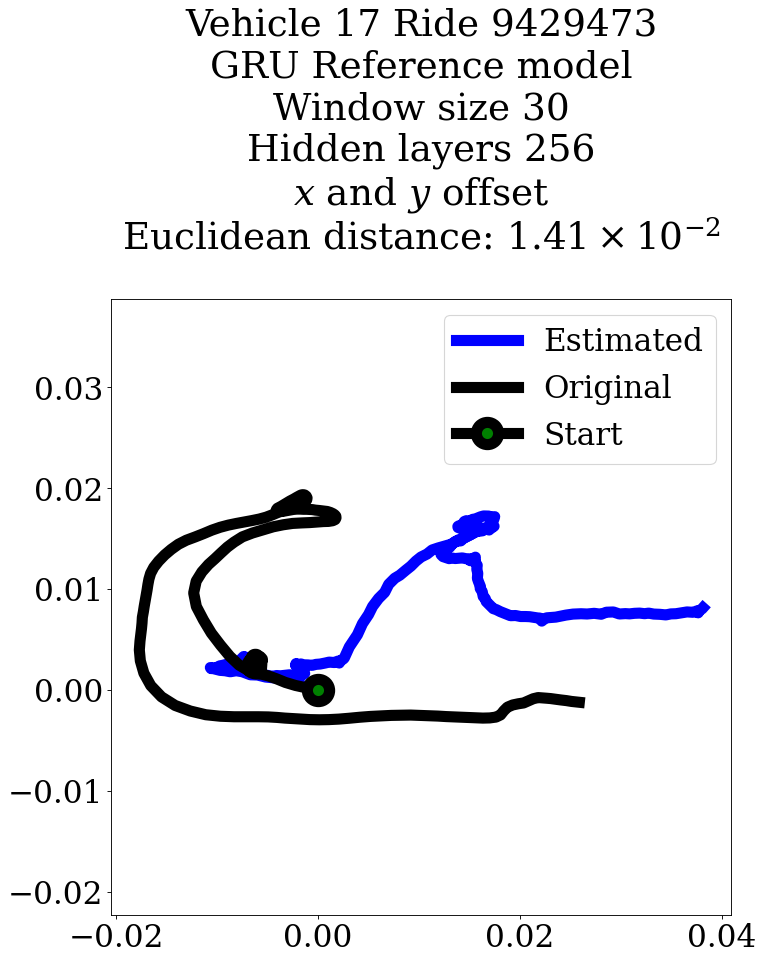 Vehicle 17 Ride 9429473
GRU Reference model
Window size 30
Hidden layers 256
x and y offset
Euclidean distance: 1.41 × 10⁻²
Estimated
Original
Start
0.03
0.02
0.01
0.00
−0.01
−0.02
−0.02 0.00 0.02 0.04